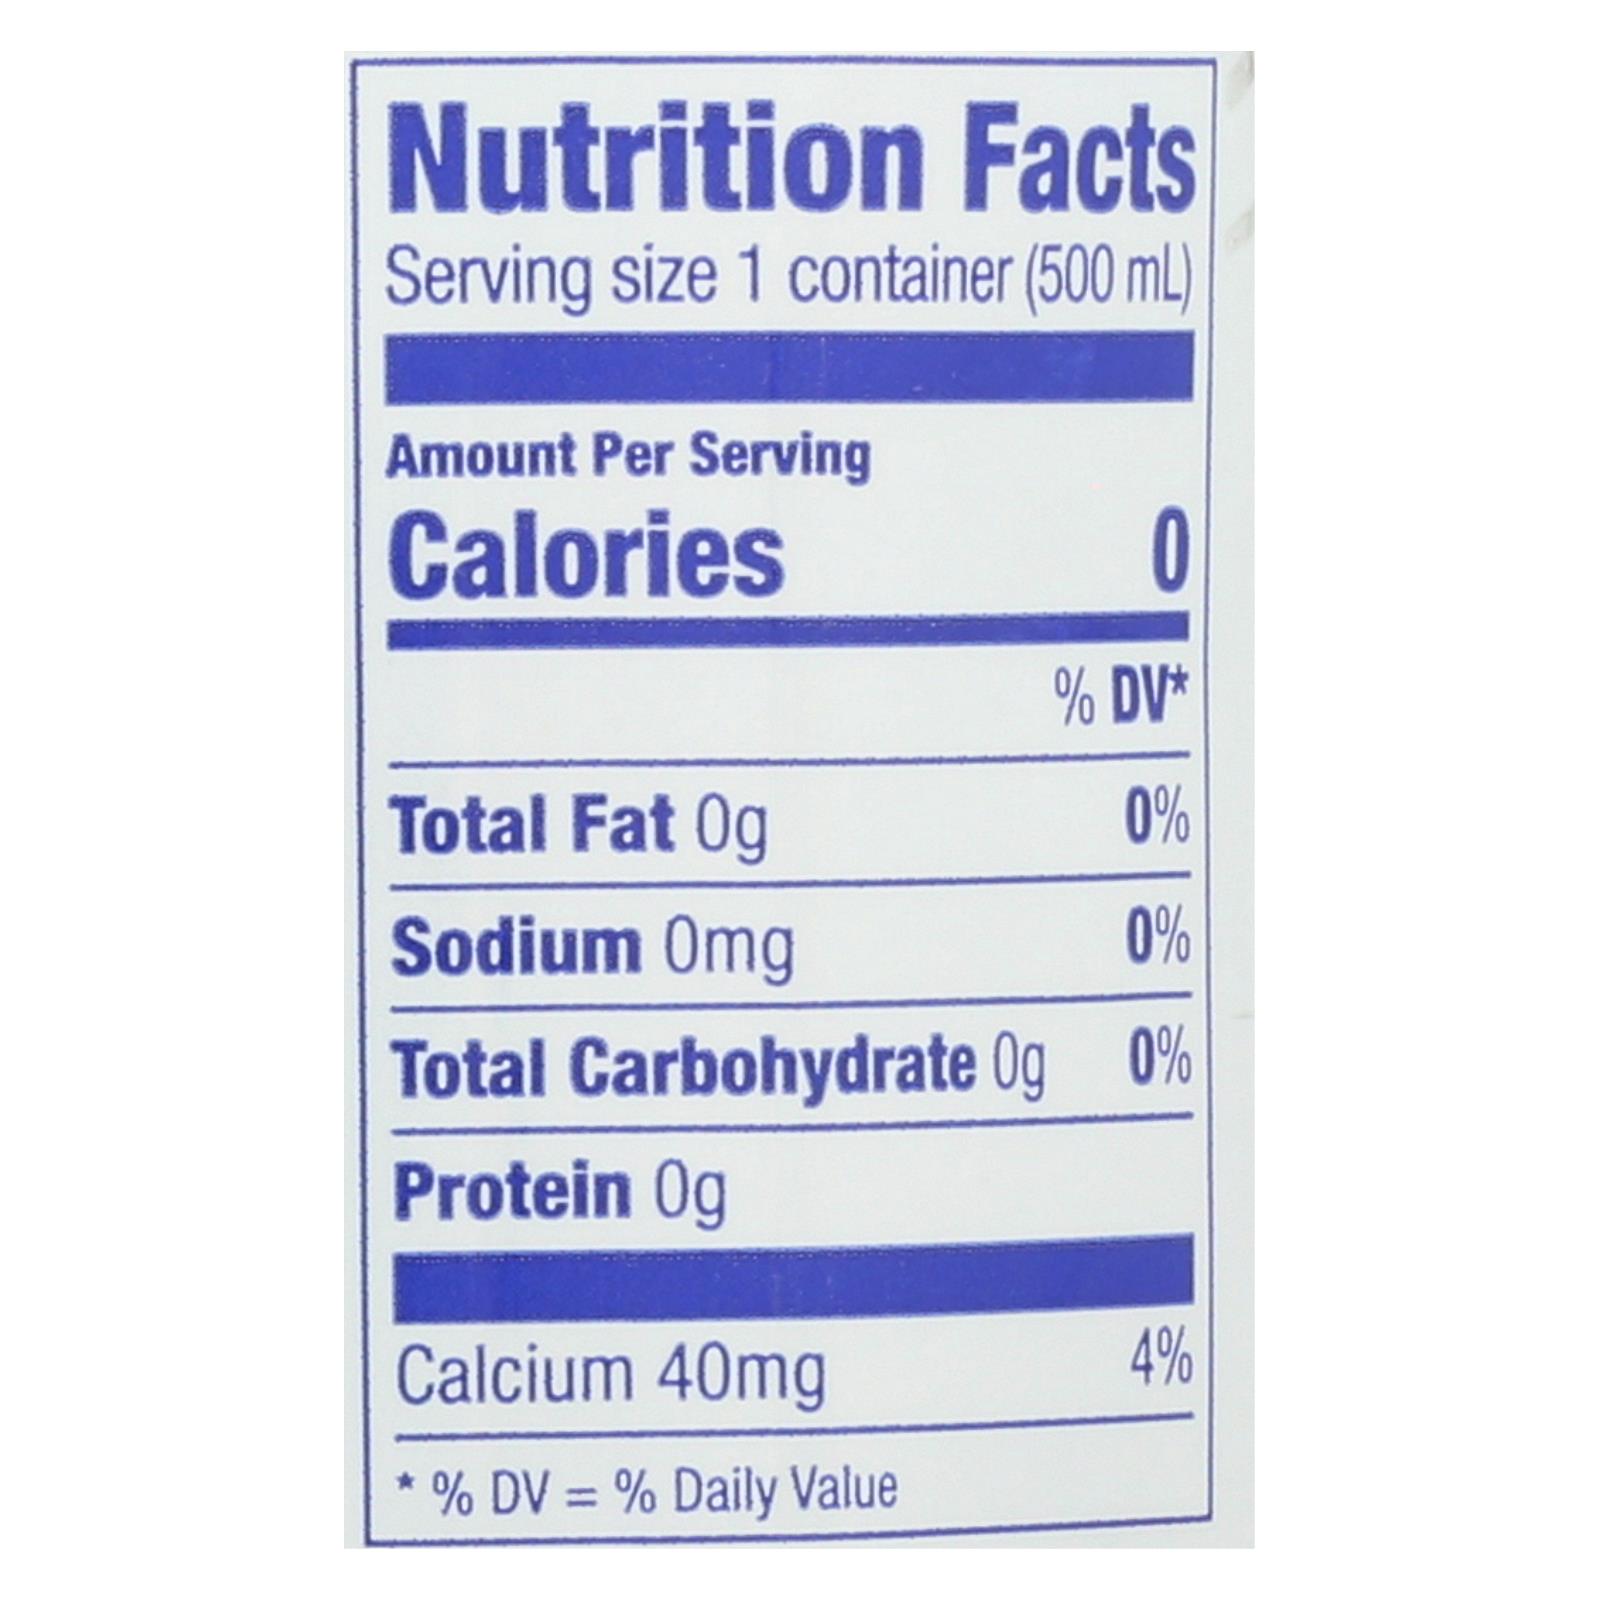 Nutrition Facts
Serving size 1 container (500 mL)
Amount Per Serving
Calories 0
% DV*
Total Fat 0g 0%
Sodium 0mg 0%
Total Carbohydrate 0g 0%
Protein 0g
Calcium 40mg 4%
* % DV = % Daily Value